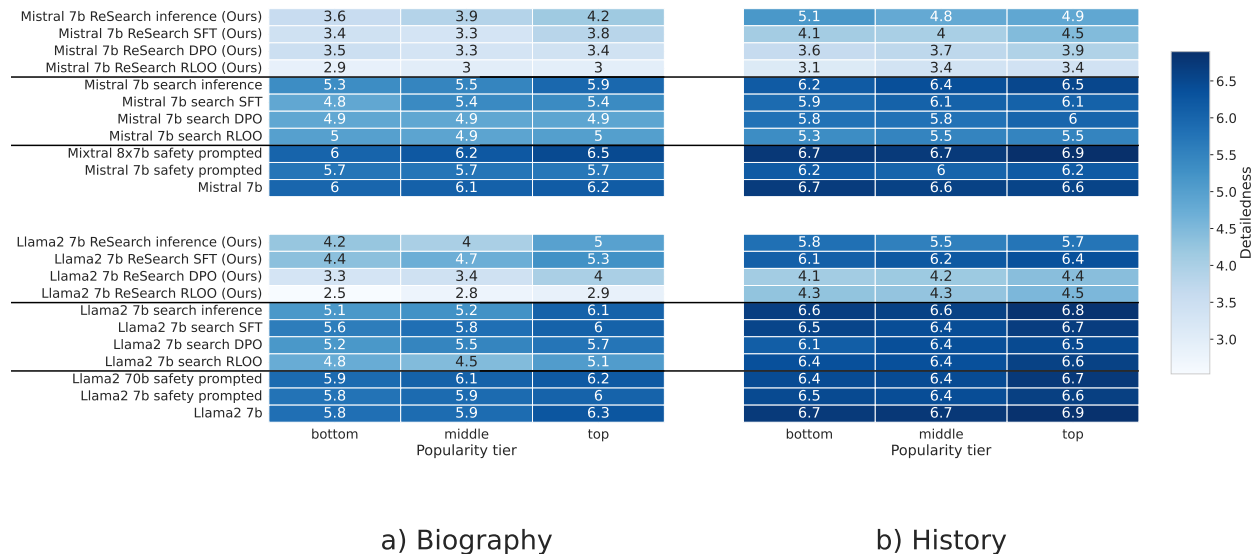 Mistral 7b ReSearch inference (Ours) 3.6 3.9 4.2 5.1 4.8 4.9
Mistral 7b ReSearch SFT (Ours) 3.4 3.3 3.8 4.1 4 4.5
Mistral 7b ReSearch DPO (Ours) 3.5 3.3 3.4 3.6 3.7 3.9
Mistral 7b ReSearch RLOO (Ours) 2.9 3 3 3.1 3.4 3.4
Mistral 7b search inference 5.3 5.5 5.9 6.2 6.4 6.5
Mistral 7b search SFT 4.8 5.4 5.4 5.9 6.1 6.1
Mistral 7b search DPO 4.9 4.9 4.9 5.8 5.8 6
Mistral 7b search RLOO 5 4.9 5 5.3 5.5 5.5
Mixtral 8x7b safety prompted 6 6.2 6.5 6.7 6.7 6.9
Mistral 7b safety prompted 5.7 5.7 5.7 6.2 6 6.2
Mistral 7b 6 6.1 6.2 6.7 6.6 6.6
Llama2 7b ReSearch inference (Ours) 4.2 4 5 5.8 5.5 5.7
Llama2 7b ReSearch SFT (Ours) 4.4 4.7 5.3 6.1 6.2 6.4
Llama2 7b ReSearch DPO (Ours) 3.3 3.4 4 4.1 4.2 4.4
Llama2 7b ReSearch RLOO (Ours) 2.5 2.8 2.9 4.3 4.3 4.5
Llama2 7b search inference 5.1 5.2 6.1 6.6 6.6 6.8
Llama2 7b search SFT 5.6 5.8 6 6.5 6.4 6.7
Llama2 7b search DPO 5.2 5.5 5.7 6.1 6.4 6.5
Llama2 7b search RLOO 4.8 4.5 5.1 6.4 6.4 6.6
Llama2 70b safety prompted 5.9 6.1 6.2 6.4 6.4 6.7
Llama2 7b safety prompted 5.8 5.9 6 6.5 6.4 6.6
Llama2 7b 5.8 5.9 6.3 6.7 6.7 6.9
bottom middle top bottom middle top
Popularity tier Popularity tier
6.5
6.0
5.5
5.0
4.5
4.0
3.5
3.0
Detailedness
a) Biography b) History